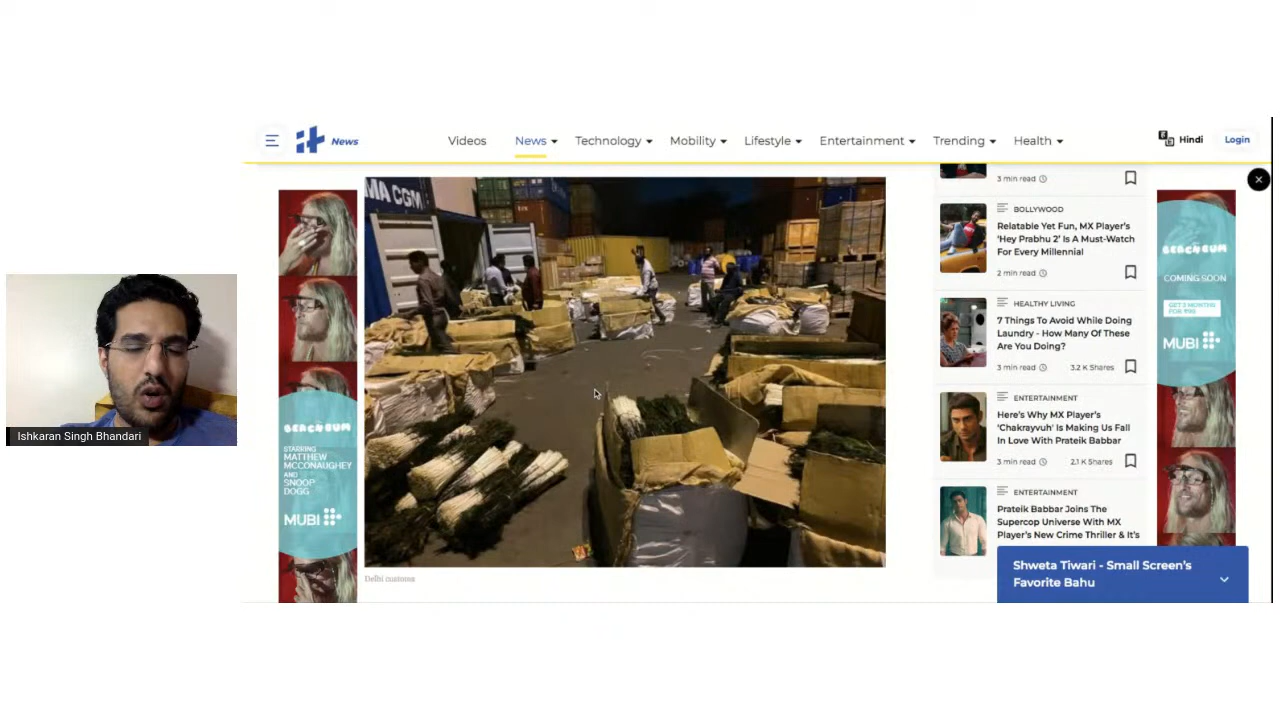 News
Videos
News
Technology
Mobility
Lifestyle
Entertainment
Trending
Health
Hindi
Login
MA CGM
Delhi customs
3 min read
BOLLYWOOD
Relatable Yet Fun, MX Player's
'Hey Prabhu 2' Is A Must-Watch
For Every Millennial
2 min read
HEALTHY LIVING
7 Things To Avoid While Doing
Laundry - How Many Of These
Are You Doing?
3 min read
3.2 K Shares
ENTERTAINMENT
Here's Why MX Player's
'Chakravyuh' Is Making Us Fall
In Love With Prateik Babbar
3 min read
2.1 K Shares
ENTERTAINMENT
Prateik Babbar Joins The
Supercop Universe With MX
Player's New Crime Thriller & It's
Shweta Tiwari - Small Screen's
Favorite Bahu
BEACH BUM
STARRING
MATTHEW
MCCONAUGHEY
AND
SNOOP
DOGG
MUBI
BEACH BUM
COMING SOON
GET 3 MONTHS
MUBI
Ishkaran Singh Bhandari